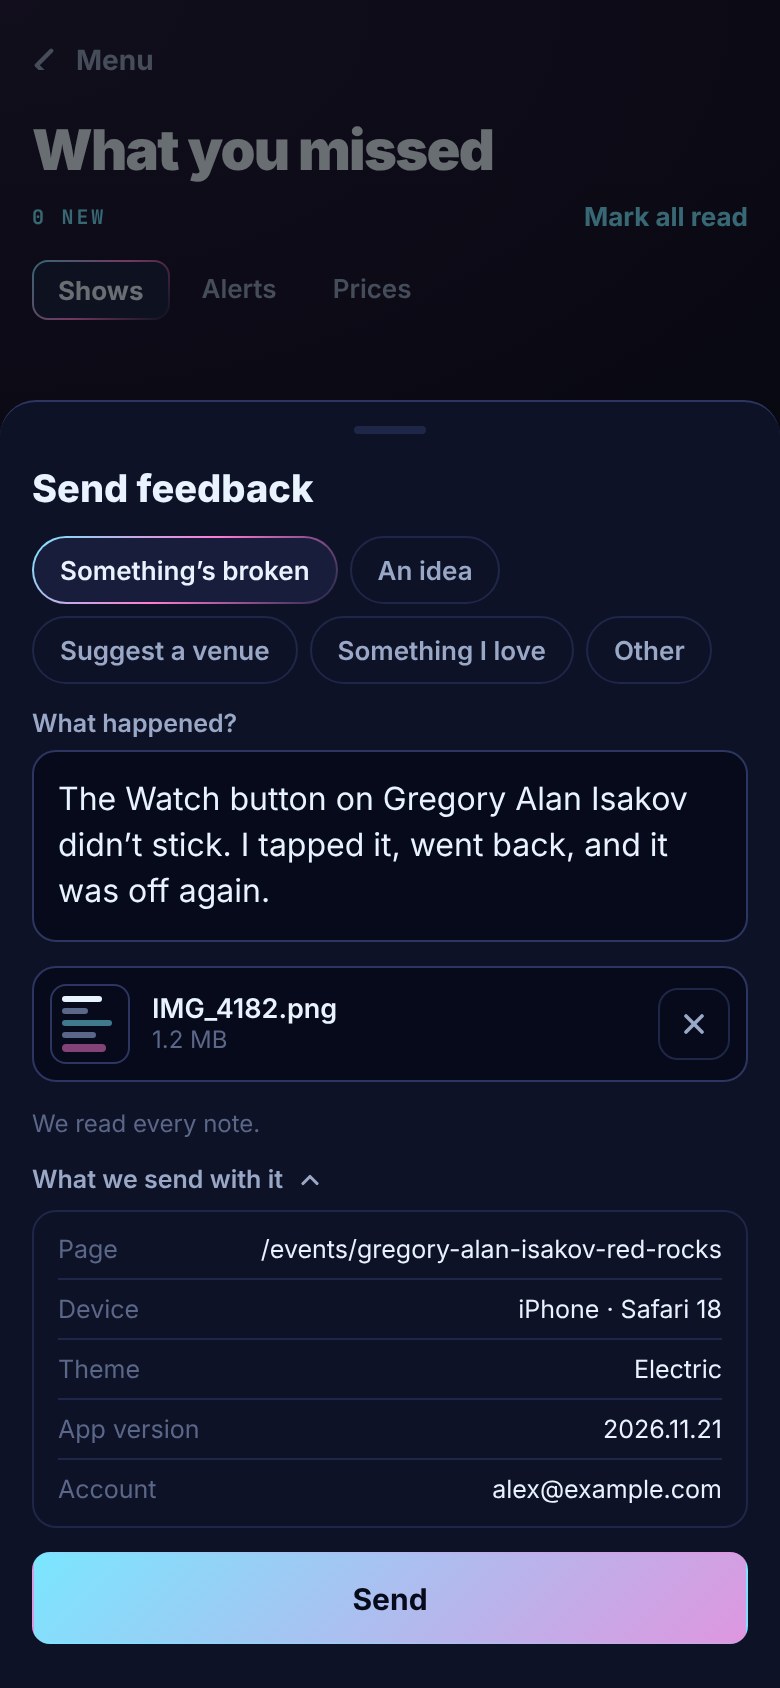 Menu
What you missed
0 NEW
Mark all read
Shows
Alerts
Prices
Send feedback
Something’s broken
An idea
Suggest a venue
Something I love
Other
What happened?
The Watch button on Gregory Alan Isakov
didn’t stick. I tapped it, went back, and it
was off again.
IMG_4182.png
1.2 MB
We read every note.
What we send with it
Page
/events/gregory-alan-isakov-red-rocks
Device
iPhone · Safari 18
Theme
Electric
App version
2026.11.21
Account
alex@example.com
Send